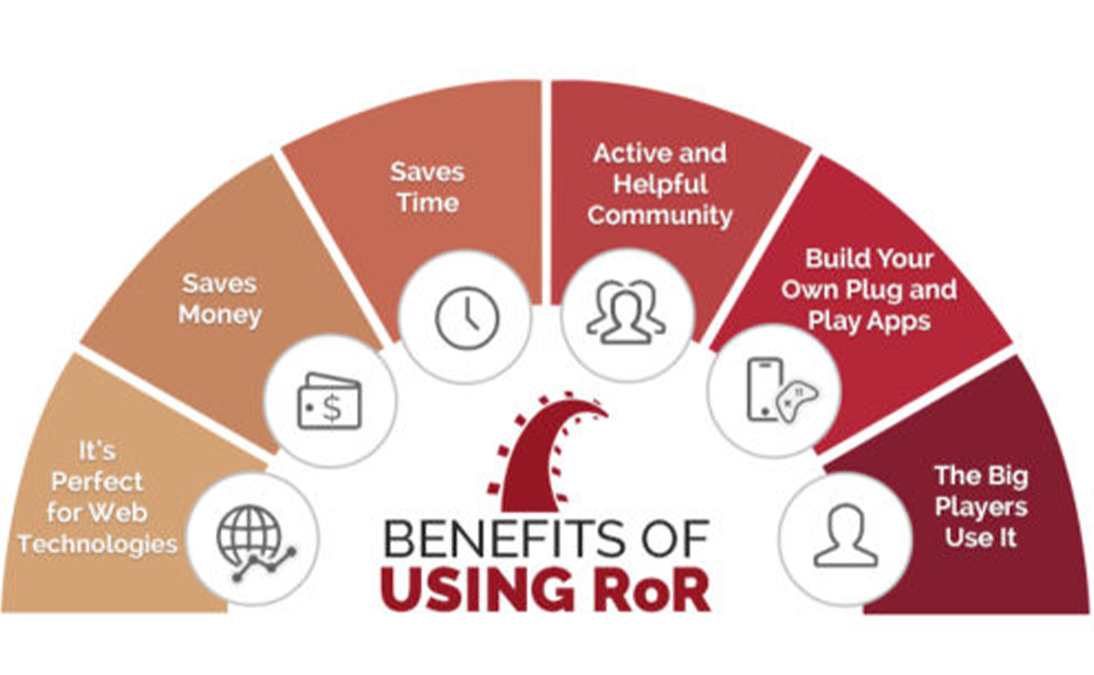 It's
Perfect
for Web
Technologies
Saves
Money
$
Saves
Time
Active and
Helpful
Community
Build Your
Own Plug and
Play Apps
The Big
Players
Use It
BENEFITS OF
USING RoR